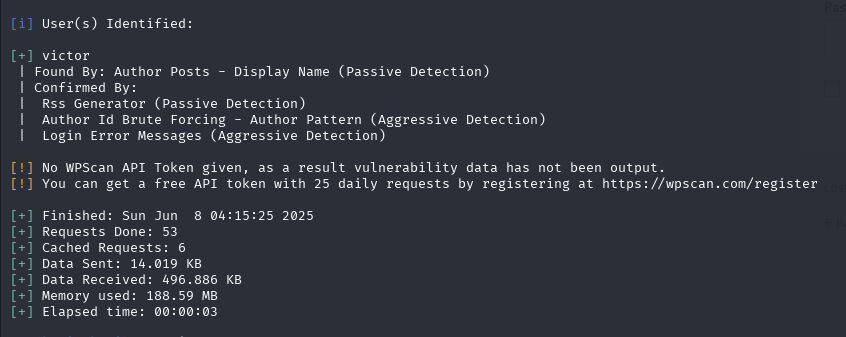 [i] User(s) Identified:
[+] victor
| Found By: Author Posts - Display Name (Passive Detection)
| Confirmed By:
|  Rss Generator (Passive Detection)
|  Author Id Brute Forcing - Author Pattern (Aggressive Detection)
|  Login Error Messages (Aggressive Detection)
[!] No WPScan API Token given, as a result vulnerability data has not been output.
[!] You can get a free API token with 25 daily requests by registering at https://wpscan.com/register
[+] Finished: Sun Jun  8 04:15:25 2025
[+] Requests Done: 53
[+] Cached Requests: 6
[+] Data Sent: 14.019 KB
[+] Data Received: 496.886 KB
[+] Memory used: 188.59 MB
[+] Elapsed time: 00:00:03